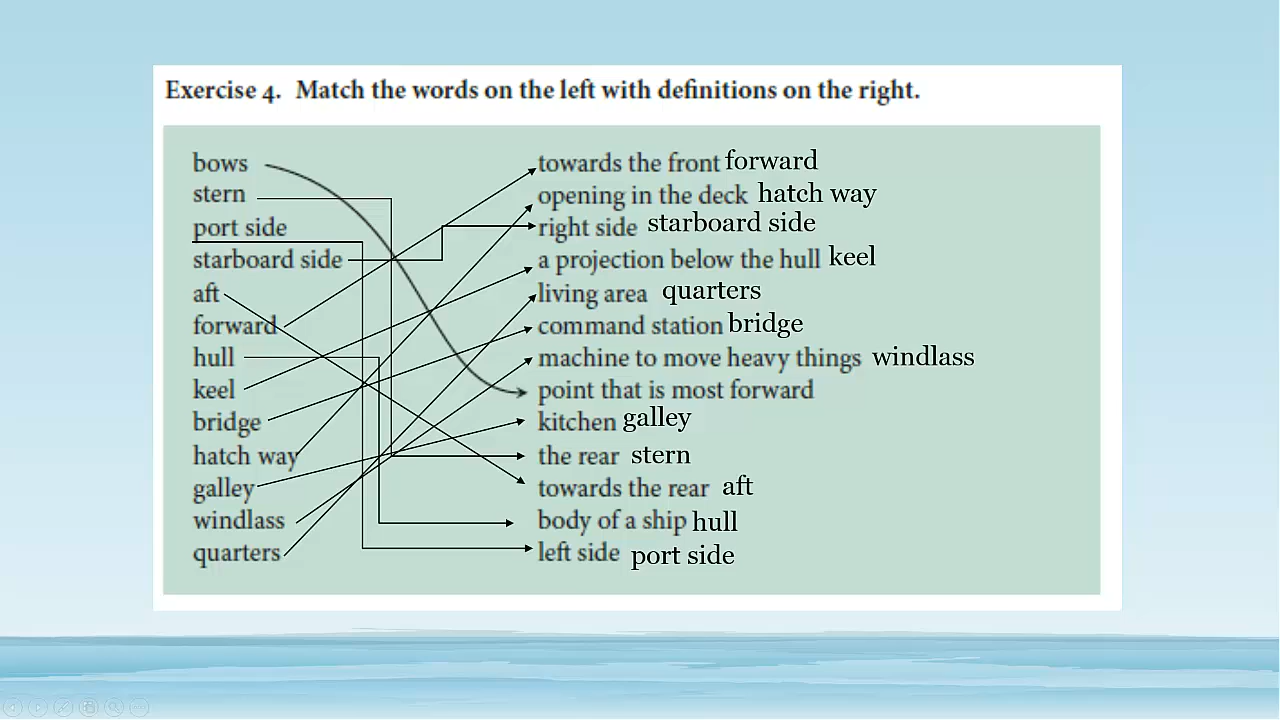 Exercise 4. Match the words on the left with definitions on the right.
bows
stern
port side
starboard side
aft
forward
hull
keel
bridge
hatch way
galley
windlass
quarters
towards the front forward
opening in the deck hatch way
right side starboard side
a projection below the hull keel
living area quarters
command station bridge
machine to move heavy things windlass
point that is most forward
kitchen galley
the rear stern
towards the rear aft
body of a ship hull
left side port side